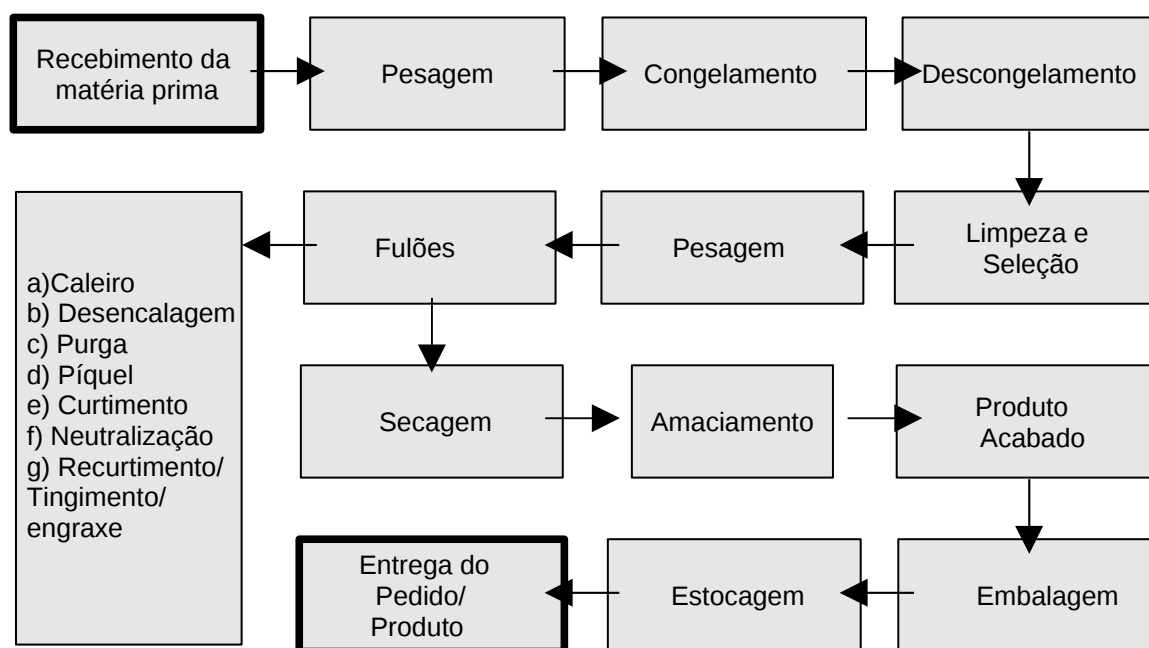 Recebimento da
matéria prima
Pesagem
Congelamento
Descongelamento
Limpeza e
Seleção
Pesagem
Fulões
a)Caleiro
b) Desencalagem
c) Purga
d) Píquel
e) Curtimento
f) Neutralização
g) Recurtimento/
Tingimento/
engraxe
Secagem
Amaciamento
Produto
Acabado
Embalagem
Estocagem
Entrega do
Pedido/
Produto